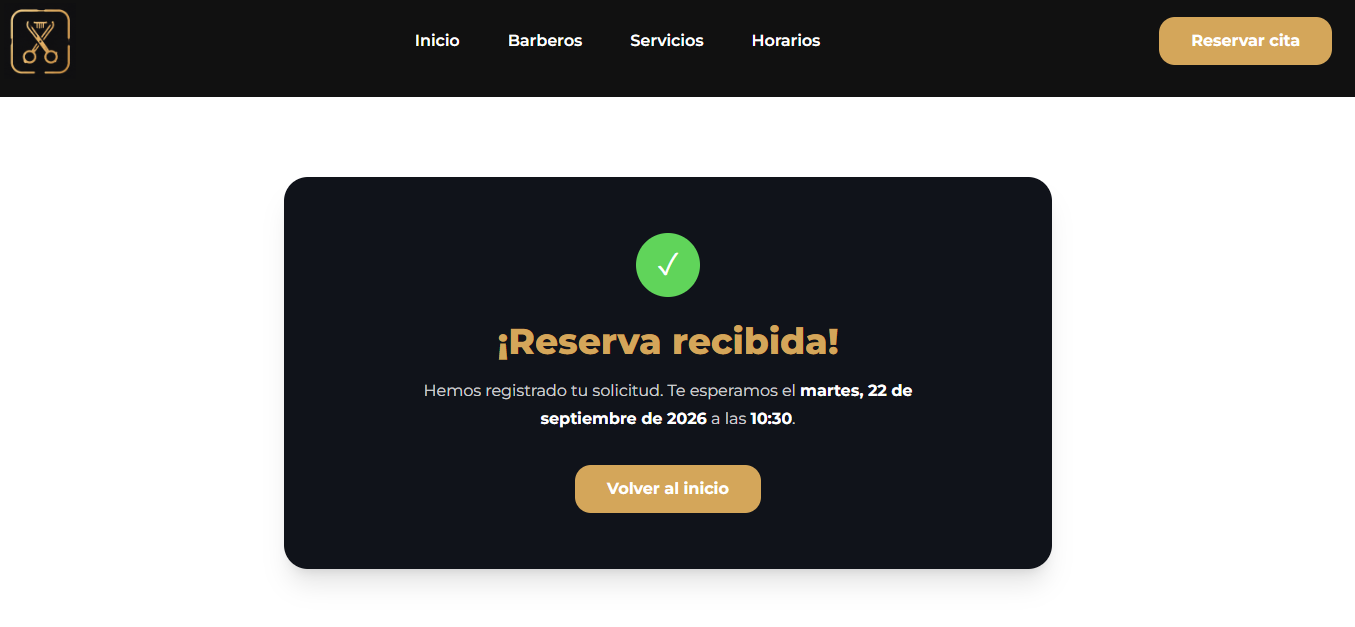 Inicio
Barberos
Servicios
Horarios
Reservar cita
¡Reserva recibida!
Hemos registrado tu solicitud. Te esperamos el martes, 22 de
septiembre de 2026 a las 10:30.
Volver al inicio